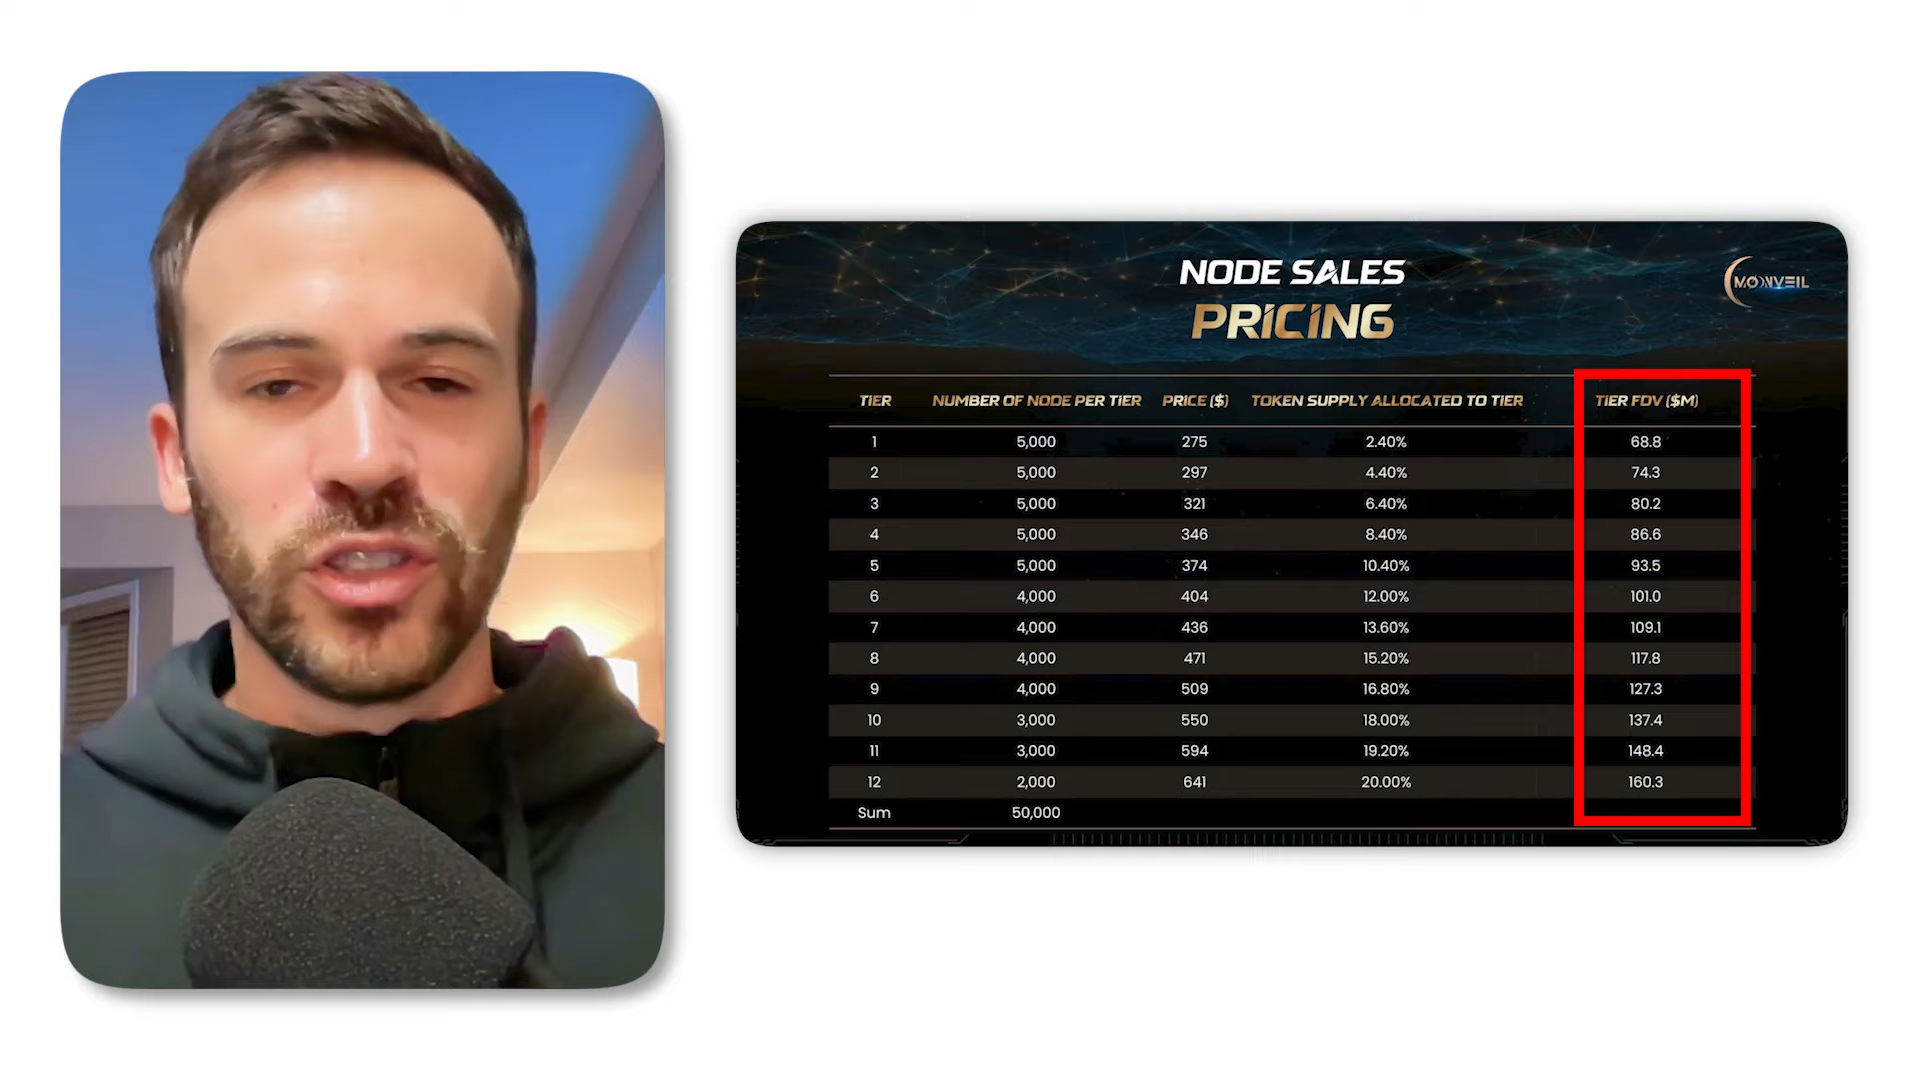 NODE SALES
PRICING
MOONVEIL
TIER NUMBER OF NODE PER TIER PRICE ($) TOKEN SUPPLY ALLOCATED TO TIER TIER FDV ($M)
1 5,000 275 2.40% 68.8
2 5,000 297 4.40% 74.3
3 5,000 321 6.40% 80.2
4 5,000 346 8.40% 86.6
5 5,000 374 10.40% 93.5
6 4,000 404 12.00% 101.0
7 4,000 436 13.60% 109.1
8 4,000 471 15.20% 117.8
9 4,000 509 16.80% 127.3
10 3,000 550 18.00% 137.4
11 3,000 594 19.20% 148.4
12 2,000 641 20.00% 160.3
Sum 50,000